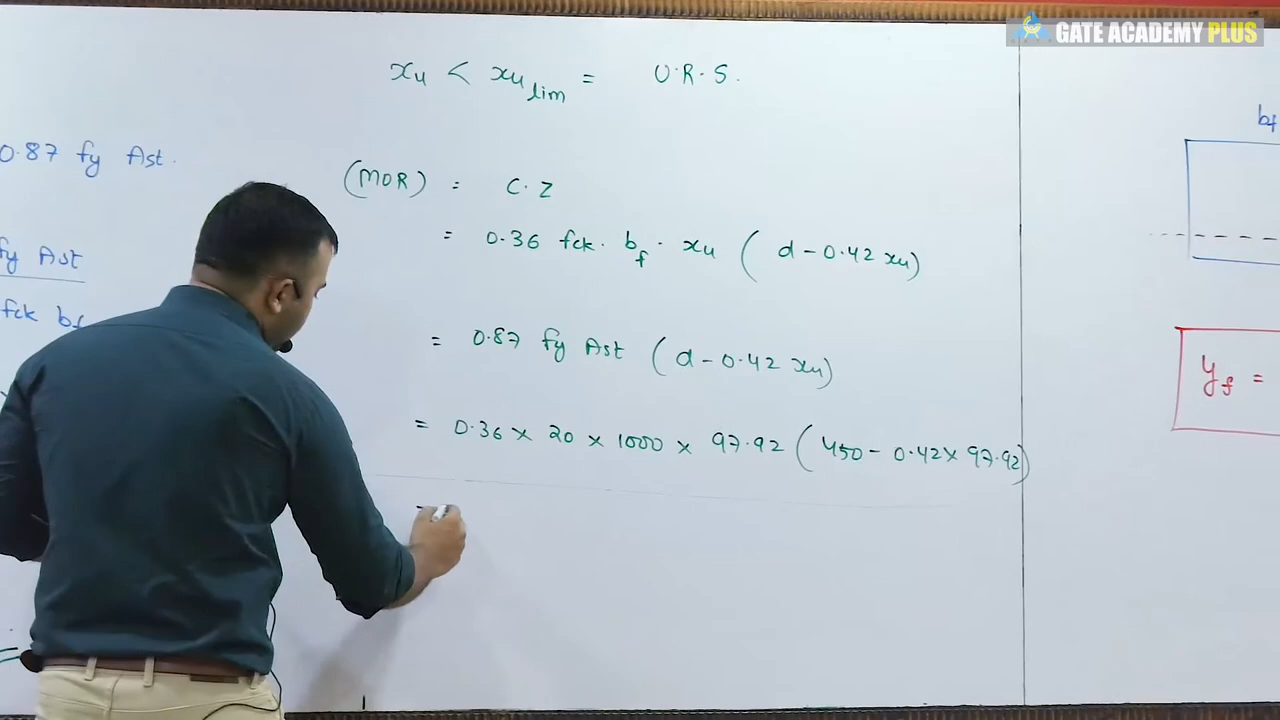 GATE ACADEMY PLUS
xu < xu lim = U.R.S.
0.87 fy Ast.
fy Ast
fck bf
(MOR) = C.Z
= 0.36 fck. bf. xu (d-0.42 xu)
= 0.87 fy Ast (d-0.42 xu)
= 0.36 x 20 x 1000 x 97.92 (450-0.42x 97.92)
bf
yf =